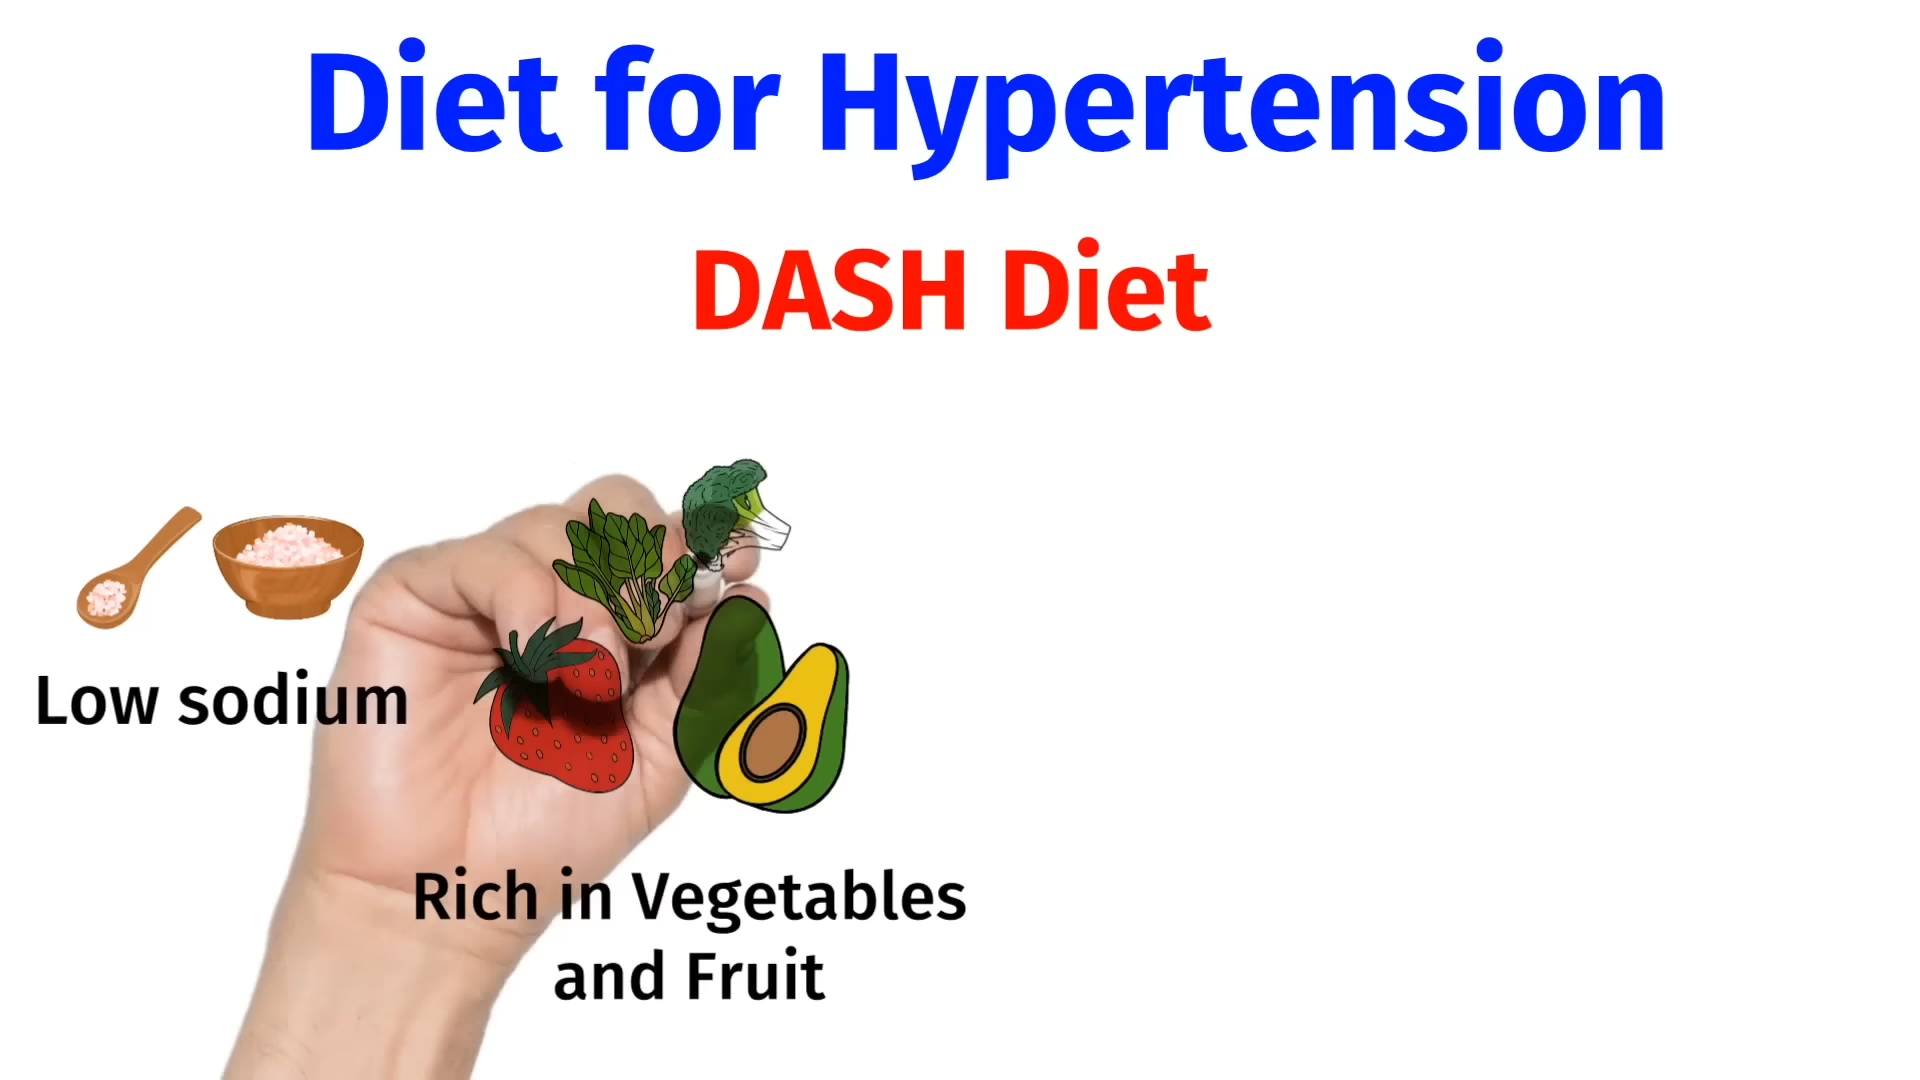 Diet for Hypertension
DASH Diet
Low sodium
Rich in Vegetables
and Fruit